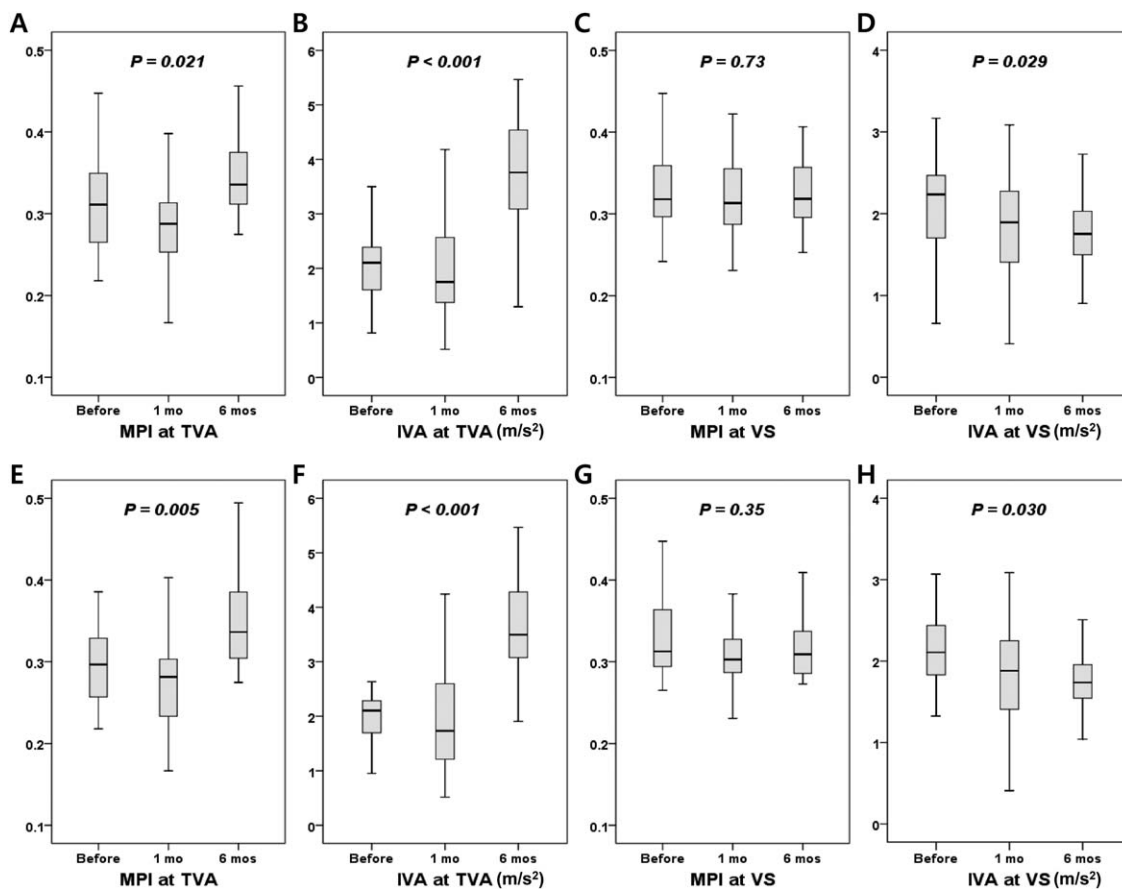 A B C D
P = 0.021 P < 0.001 P = 0.73 P = 0.029
0.5 6 0.5 4
5
0.4 0.4 3
4
0.3 3 0.3 2
2
0.2 0.2 1
1
0.1 0 0.1 0
Before 1 mo 6 mos Before 1 mo 6 mos Before 1 mo 6 mos Before 1 mo 6 mos
MPI at TVA IVA at TVA (m/s²) MPI at VS IVA at VS (m/s²)
E F G H
P = 0.005 P < 0.001 P = 0.35 P = 0.030
0.5 6 0.5 4
5
0.4 0.4 3
4
0.3 3 0.3 2
2
0.2 0.2 1
1
0.1 0 0.1 0
Before 1 mo 6 mos Before 1 mo 6 mos Before 1 mo 6 mos Before 1 mo 6 mos
MPI at TVA IVA at TVA (m/s²) MPI at VS IVA at VS (m/s²)